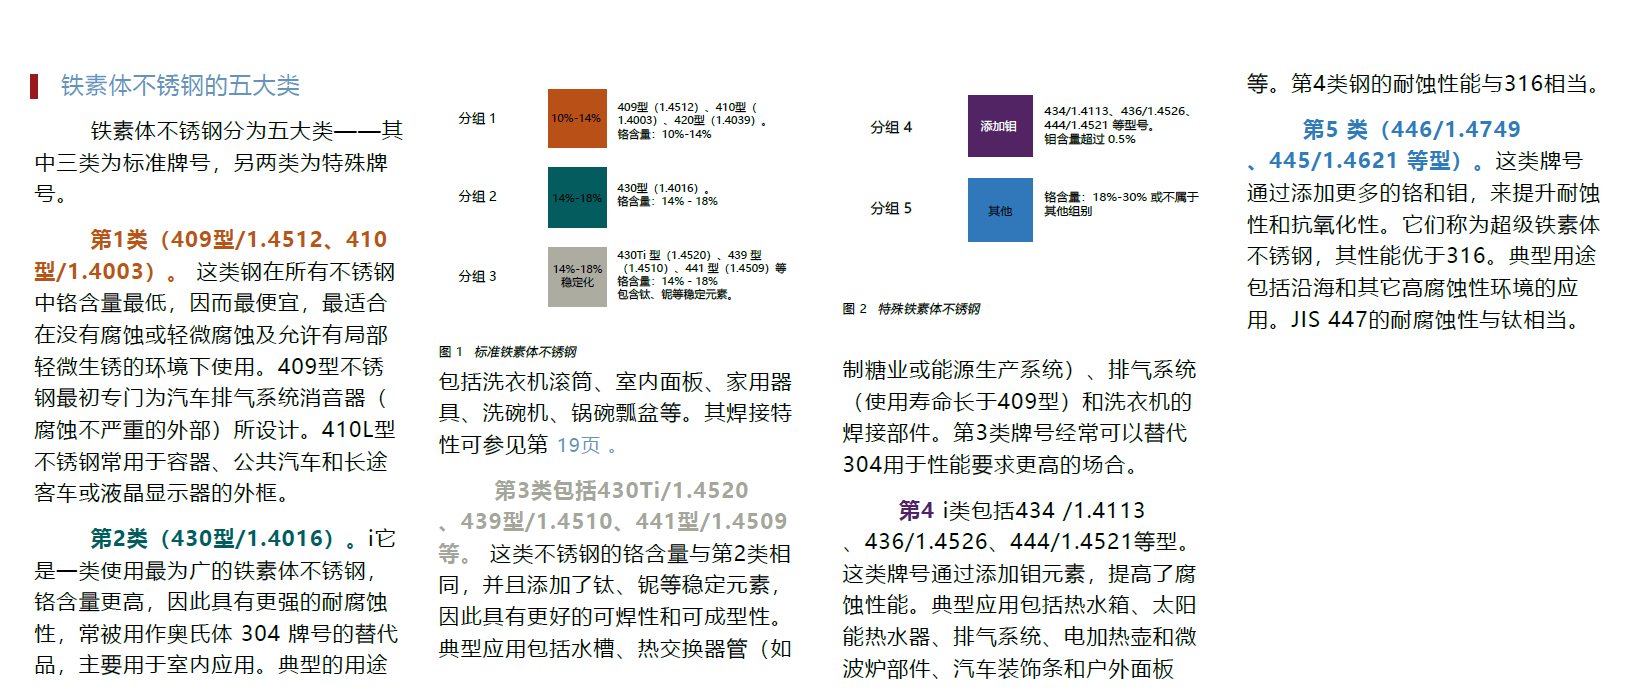 铁素体不锈钢的五大类
铁素体不锈钢分为五大类——其
中三类为标准牌号，另两类为特殊牌
号。
第1类（409型/1.4512、410
型/1.4003）。 这类钢在所有不锈钢
中铬含量最低，因而最便宜，最适合
在没有腐蚀或轻微腐蚀及允许有局部
轻微生锈的环境下使用。409型不锈
钢最初专门为汽车排气系统消音器（
腐蚀不严重的外部）所设计。410L型
不锈钢常用于容器、公共汽车和长途
客车或液晶显示器的外框。
第2类（430型/1.4016）。i它
是一类使用最为广的铁素体不锈钢，
铬含量更高，因此具有更强的耐腐蚀
性，常被用作奥氏体 304 牌号的替代
品，主要用于室内应用。典型的用途
分组 1
10%-14%
409型（1.4512）、410型（
1.4003）、420型（1.4039）。
铬含量：10%-14%
分组 2
14%-18%
430型（1.4016）。
铬含量：14% - 18%
分组 3
14%-18%
稳定化
430Ti 型（1.4520）、439 型
（1.4510）、441 型（1.4509）等
铬含量：14% - 18%
包含钛、铌等稳定元素。
图 1 标准铁素体不锈钢
包括洗衣机滚筒、室内面板、家用器
具、洗碗机、锅碗瓢盆等。其焊接特
性可参见第 19页 。
第3类包括430Ti/1.4520
、439型/1.4510、441型/1.4509
等。 这类不锈钢的铬含量与第2类相
同，并且添加了钛、铌等稳定元素，
因此具有更好的可焊性和可成型性。
典型应用包括水槽、热交换器管（如
分组 4
添加钼
434/1.4113、436/1.4526、
444/1.4521 等型号。
钼含量超过 0.5%
分组 5
其他
铬含量：18%-30% 或不属于
其他组别
图 2 特殊铁素体不锈钢
制糖业或能源生产系统）、排气系统
（使用寿命长于409型）和洗衣机的
焊接部件。第3类牌号经常可以替代
304用于性能要求更高的场合。
第4 i类包括434 /1.4113
、436/1.4526、444/1.4521等型。
这类牌号通过添加钼元素，提高了腐
蚀性能。典型应用包括热水箱、太阳
能热水器、排气系统、电加热壶和微
波炉部件、汽车装饰条和户外面板
等。第4类钢的耐蚀性能与316相当。
第5 类（446/1.4749
、445/1.4621 等型）。这类牌号
通过添加更多的铬和钼，来提升耐蚀
性和抗氧化性。它们称为超级铁素体
不锈钢，其性能优于316。典型用途
包括沿海和其它高腐蚀性环境的应
用。JIS 447的耐腐蚀性与钛相当。